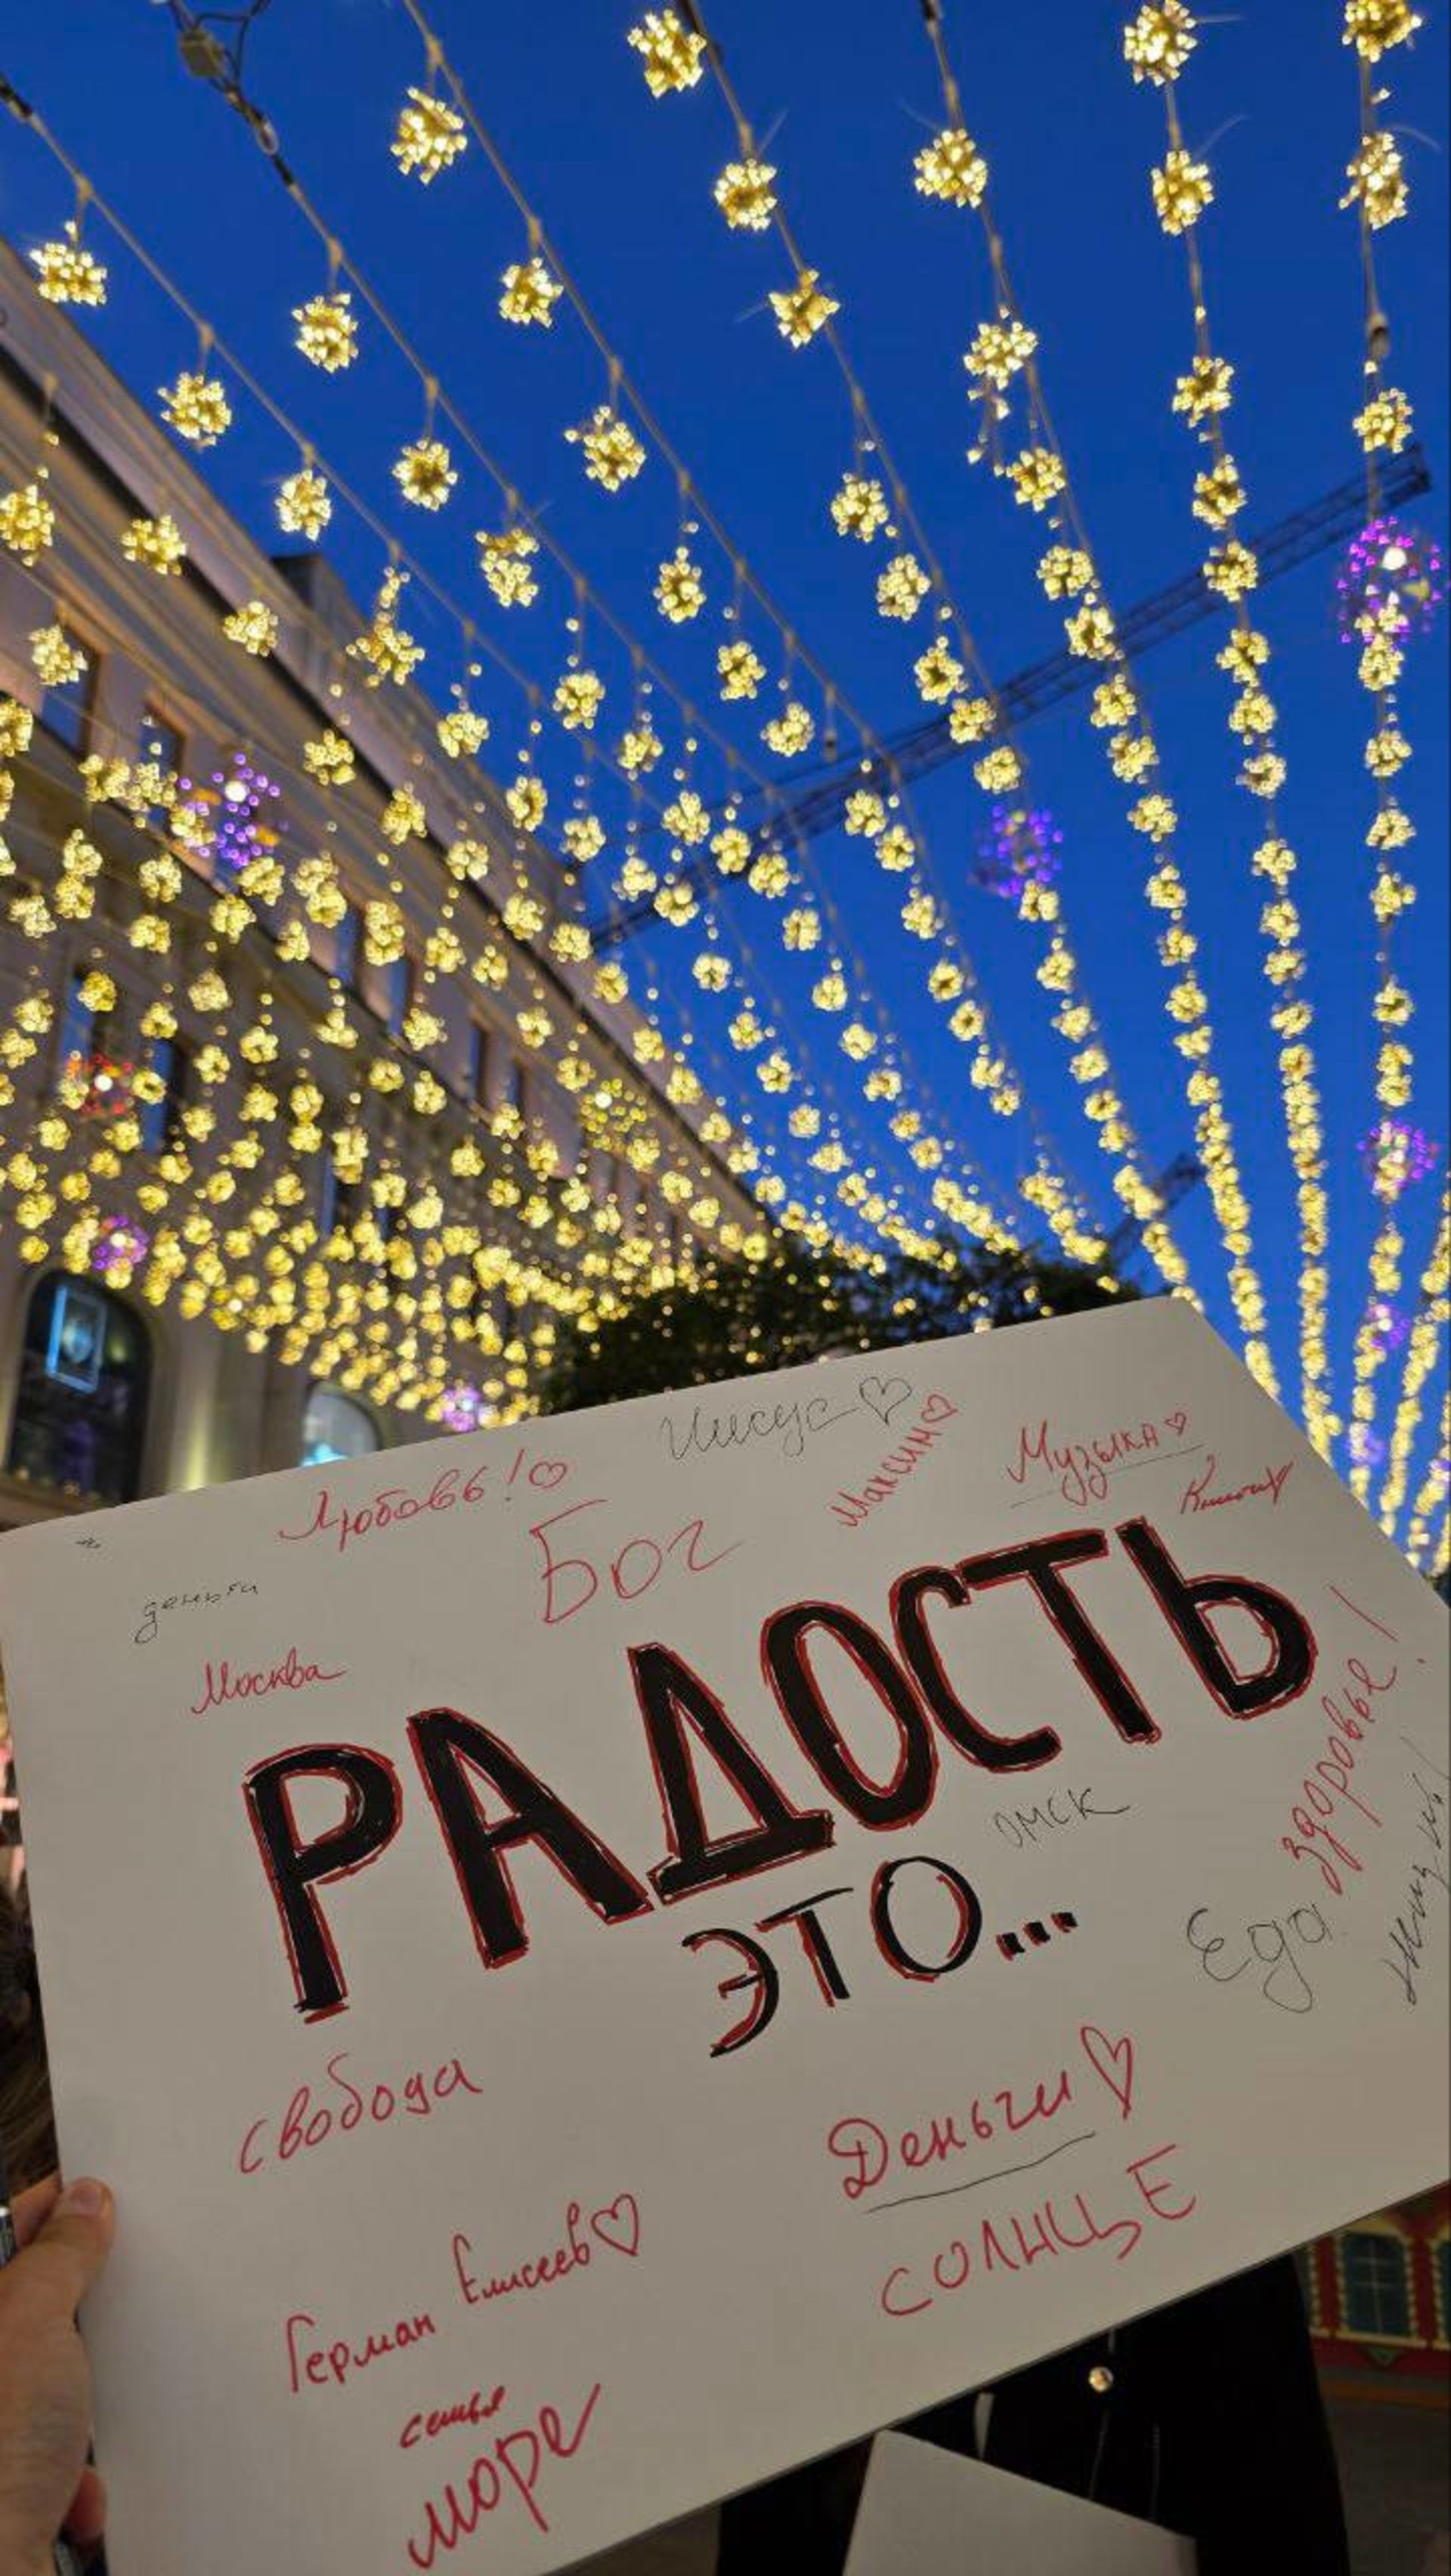 Иисус♡
Любовь!♡
Бог
Максим♡
Музыка♡
деньги
Москва
РАДОСТЬ
ОМСК
ЭТО...
здоровье!
Еда
свобода
Деньги♡
СОЛНЦЕ
Герман Елисеев♡
семья
море